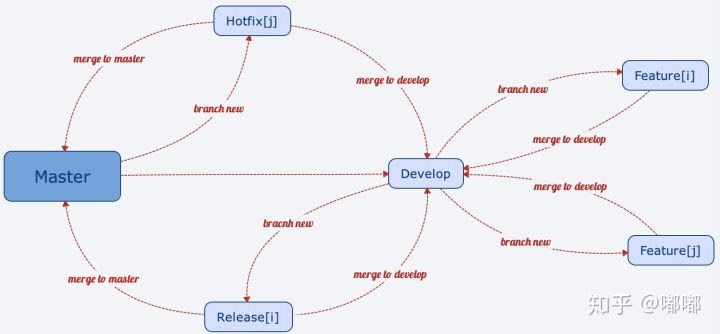 Hotfix[j]
merge to master
merge to develop
Feature[i]
branch new
branch new
merge to develop
Master
Develop
merge to develop
bracnh new
branch new
Feature[j]
merge to master
merge to develop
Release[i]
知乎 @嘟嘟